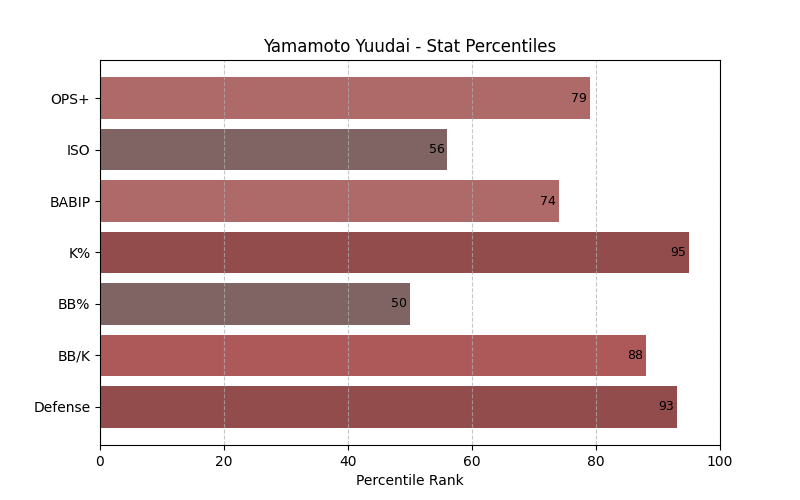 Yamamoto Yuudai - Stat Percentiles
OPS+ 79
ISO 56
BABIP 74
K% 95
BB% 50
BB/K 88
Defense 93
0 20 40 60 80 100
Percentile Rank